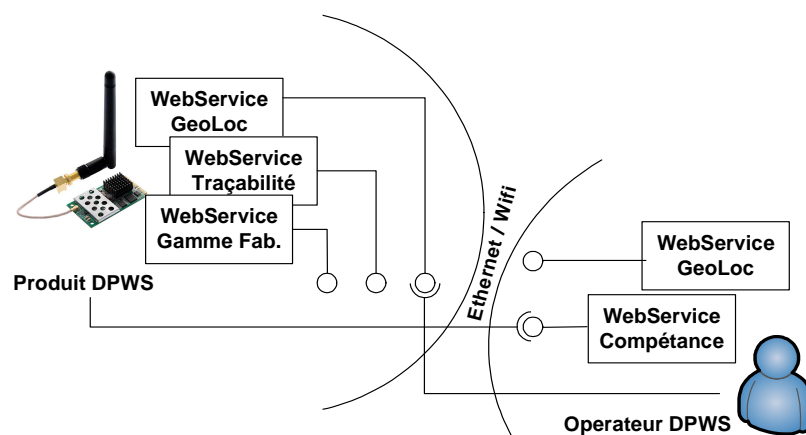 WebService
GeoLoc
WebService
Traçabilité
WebService
Gamme Fab.
Produit DPWS
Ethernet / Wifi
WebService
GeoLoc
WebService
Compétance
Operateur DPWS